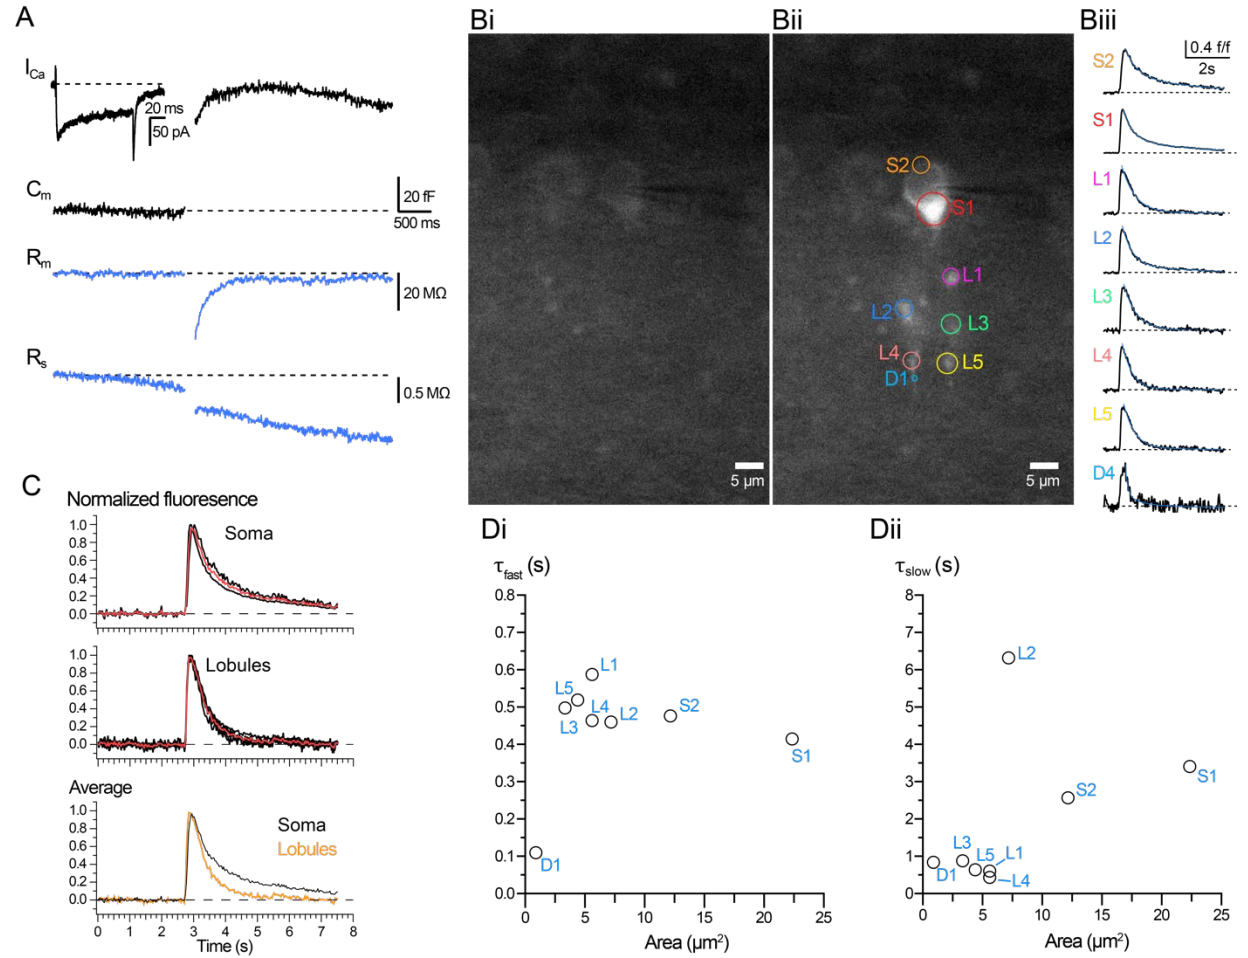 A
I_Ca
20 ms
50 pA
C_m
20 fF
500 ms
R_m
20 MΩ
R_s
0.5 MΩ
Bi
5 µm
Bii
S2
S1
L1
L2
L3
L4
L5
D1
5 µm
Biii
0.4 f/f
2s
S2
S1
L1
L2
L3
L4
L5
D4
C
Normalized fluoresence
Soma
1.0
0.8
0.6
0.4
0.2
0.0
Lobules
1.0
0.8
0.6
0.4
0.2
0.0
Average
Soma
Lobules
1.0
0.8
0.6
0.4
0.2
0.0
0 1 2 3 4 5 6 7 8
Time (s)
Di
τ_fast (s)
0.8
0.7
0.6
0.5
0.4
0.3
0.2
0.1
0.0
L1
L5
L4
L3
L2
S2
S1
D1
0 5 10 15 20 25
Area (µm²)
Dii
τ_slow (s)
8
7
6
5
4
3
2
1
0
L2
S1
S2
L3
L5
L1
D1
L4
0 5 10 15 20 25
Area (µm²)